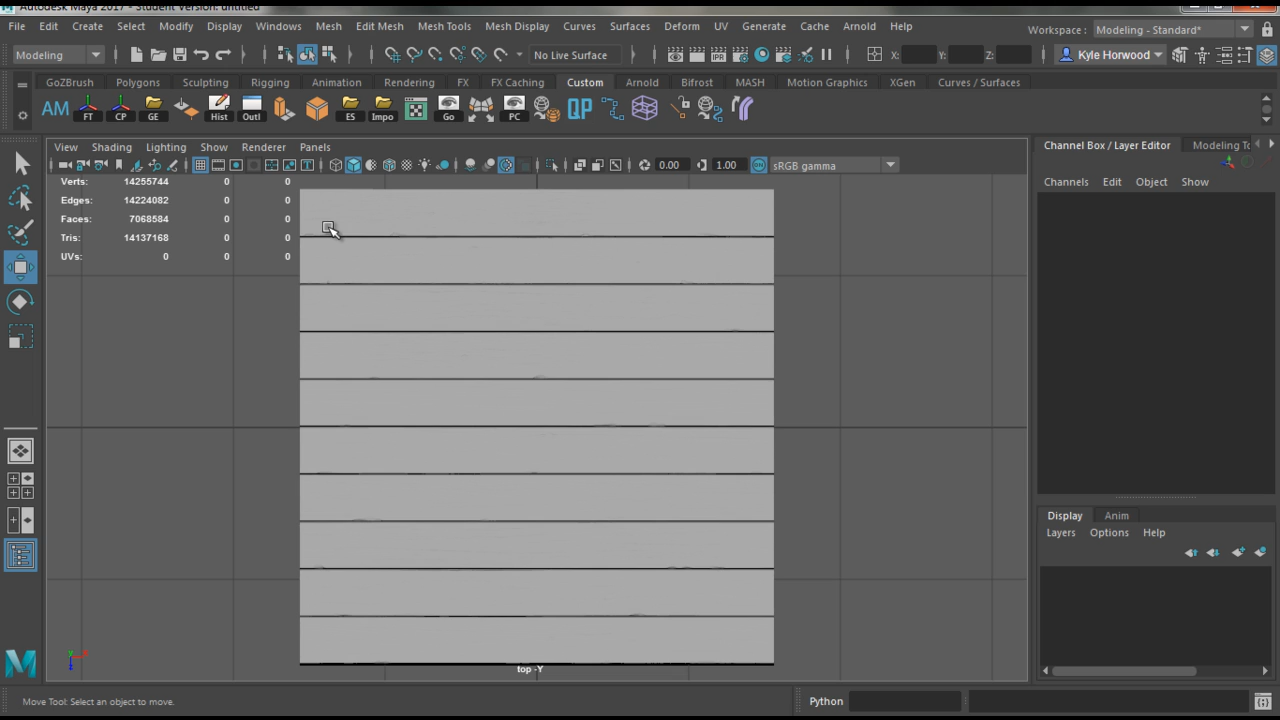 Autodesk Maya 2017 - Student Version: untitled
File Edit Create Select Modify Display Windows Mesh Edit Mesh Mesh Tools Mesh Display Curves Surfaces Deform UV Generate Cache Arnold Help
Workspace : Modeling - Standard*
Modeling No Live Surface X: Y: Z: Kyle Horwood
GoZBrush Polygons Sculpting Rigging Animation Rendering FX FX Caching Custom Arnold Bifrost MASH Motion Graphics XGen Curves / Surfaces
AM FT CP GE Hist Outl ES Impo Go PC QP
View Shading Lighting Show Renderer Panels
0.00 1.00 sRGB gamma
Verts: 14255744 0 0
Edges: 14224082 0 0
Faces: 7068584 0 0
Tris: 14137168 0 0
UVs: 0 0 0
top -Y
Channel Box / Layer Editor Modeling To
Channels Edit Object Show
Display Anim
Layers Options Help
Move Tool: Select an object to move.
Python